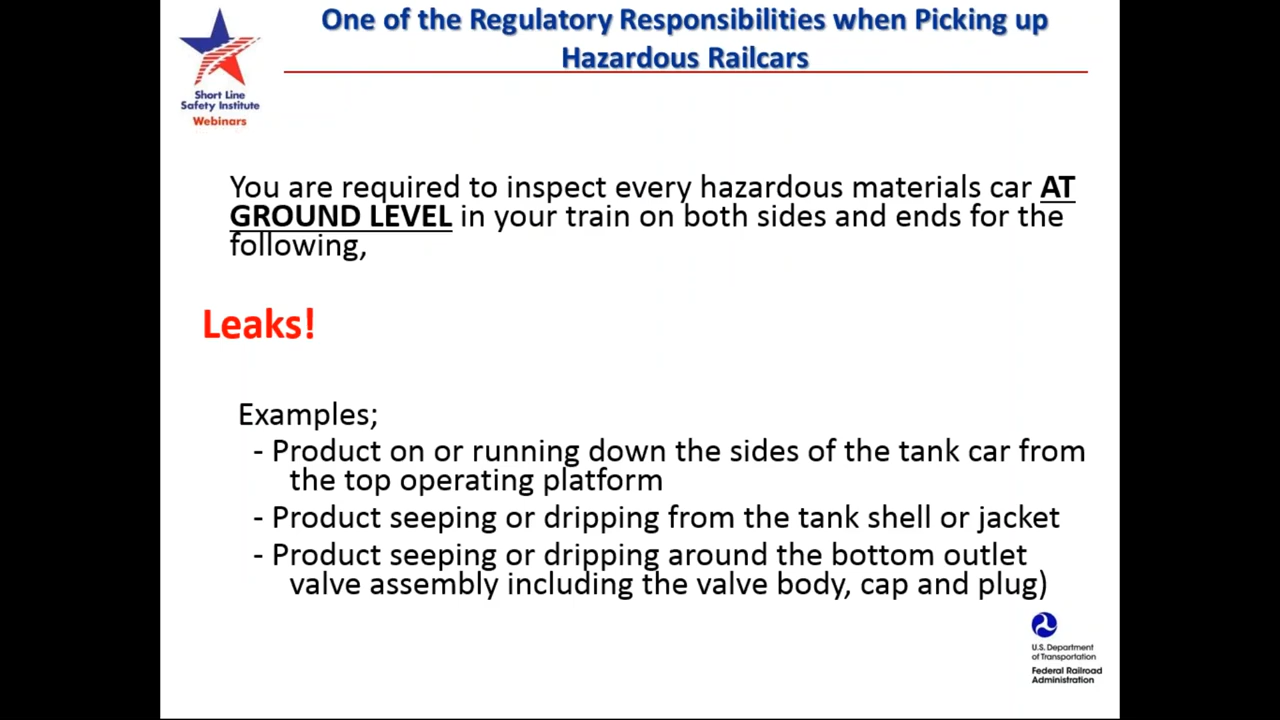 One of the Regulatory Responsibilities when Picking up
Hazardous Railcars
Short Line
Safety Institute
Webinars
You are required to inspect every hazardous materials car AT
GROUND LEVEL in your train on both sides and ends for the
following,
Leaks!
Examples;
- Product on or running down the sides of the tank car from
the top operating platform
- Product seeping or dripping from the tank shell or jacket
- Product seeping or dripping around the bottom outlet
valve assembly including the valve body, cap and plug)
U.S. Department
of Transportation
Federal Railroad
Administration